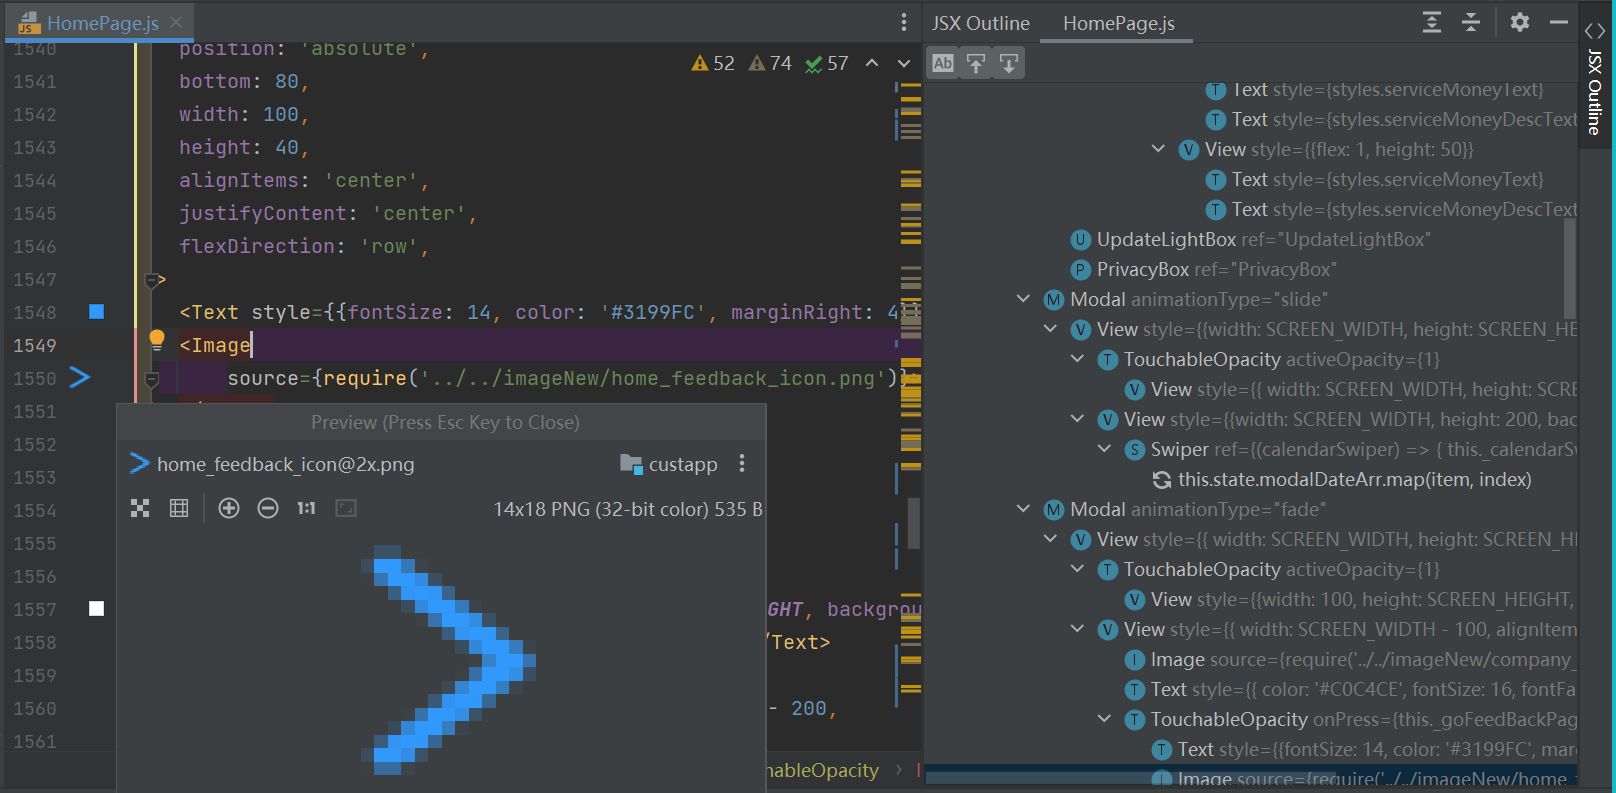 HomePage.js
JSX Outline
HomePage.js
52 74 57
Ab
1540 position: 'absolute',
1541 bottom: 80,
1542 width: 100,
1543 height: 40,
1544 alignItems: 'center',
1545 justifyContent: 'center',
1546 flexDirection: 'row',
1547 >
1548 <Text style={{fontSize: 14, color: '#3199FC', marginRight: 4}}
1549 <Image
1550 source={require('../../imageNew/home_feedback_icon.png')}
1551
1552
1553
1554
1555
1556
1557 GHT, backgrou
1558 /Text>
1559
1560 - 200,
1561
Preview (Press Esc Key to Close)
home_feedback_icon@2x.png
custapp
1:1
14x18 PNG (32-bit color) 535 B
hableOpacity
Text style={styles.serviceMoneyText}
Text style={styles.serviceMoneyDescText
View style={{flex: 1, height: 50}}
Text style={styles.serviceMoneyText}
Text style={styles.serviceMoneyDescText
UpdateLightBox ref="UpdateLightBox"
PrivacyBox ref="PrivacyBox"
Modal animationType="slide"
View style={{width: SCREEN_WIDTH, height: SCREEN_HE
TouchableOpacity activeOpacity={1}
View style={{ width: SCREEN_WIDTH, height: SCRE
View style={{width: SCREEN_WIDTH, height: 200, bac
Swiper ref={(calendarSwiper) => { this._calendarSw
this.state.modalDateArr.map(item, index)
Modal animationType="fade"
View style={{ width: SCREEN_WIDTH, height: SCREEN_HE
TouchableOpacity activeOpacity={1}
View style={{width: 100, height: SCREEN_HEIGHT,
View style={{ width: SCREEN_WIDTH - 100, alignItem
Image source={require('../../imageNew/company_
Text style={{ color: '#C0C4CE', fontSize: 16, fontFa
TouchableOpacity onPress={this._goFeedBackPag
Text style={{fontSize: 14, color: '#3199FC', mar
Image source={require('../../imageNew/home_
JSX Outline